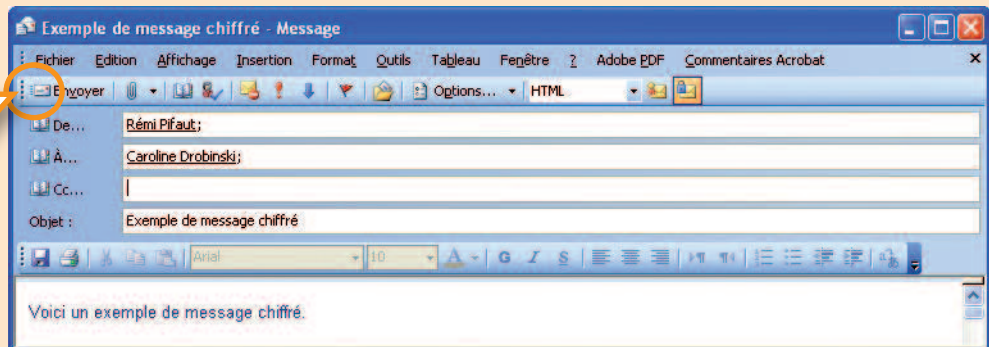 Exemple de message chiffré - Message
Fichier Edition Affichage Insertion Format Outils Tableau Fenêtre ? Adobe PDF Commentaires Acrobat
Envoyer Options... HTML
De... Rémi Pifaut;
À... Caroline Drobinski;
Cc...
Objet : Exemple de message chiffré
Arial 10 A G I S
Voici un exemple de message chiffré.